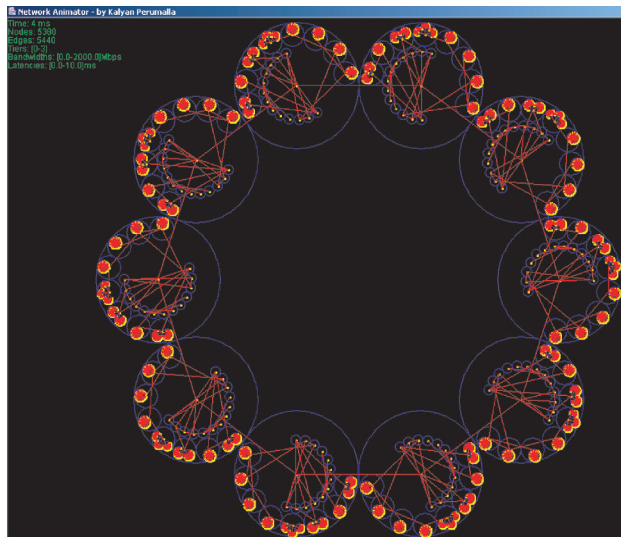 Network Animator - by Kalyan Perumalla
Time: 4 ms
Nodes: 5380
Edges: 5440
Tiers: [0-3]
Bandwidths: [0.0-2000.0]Mbps
Latencies: [0.0-10.0]ms